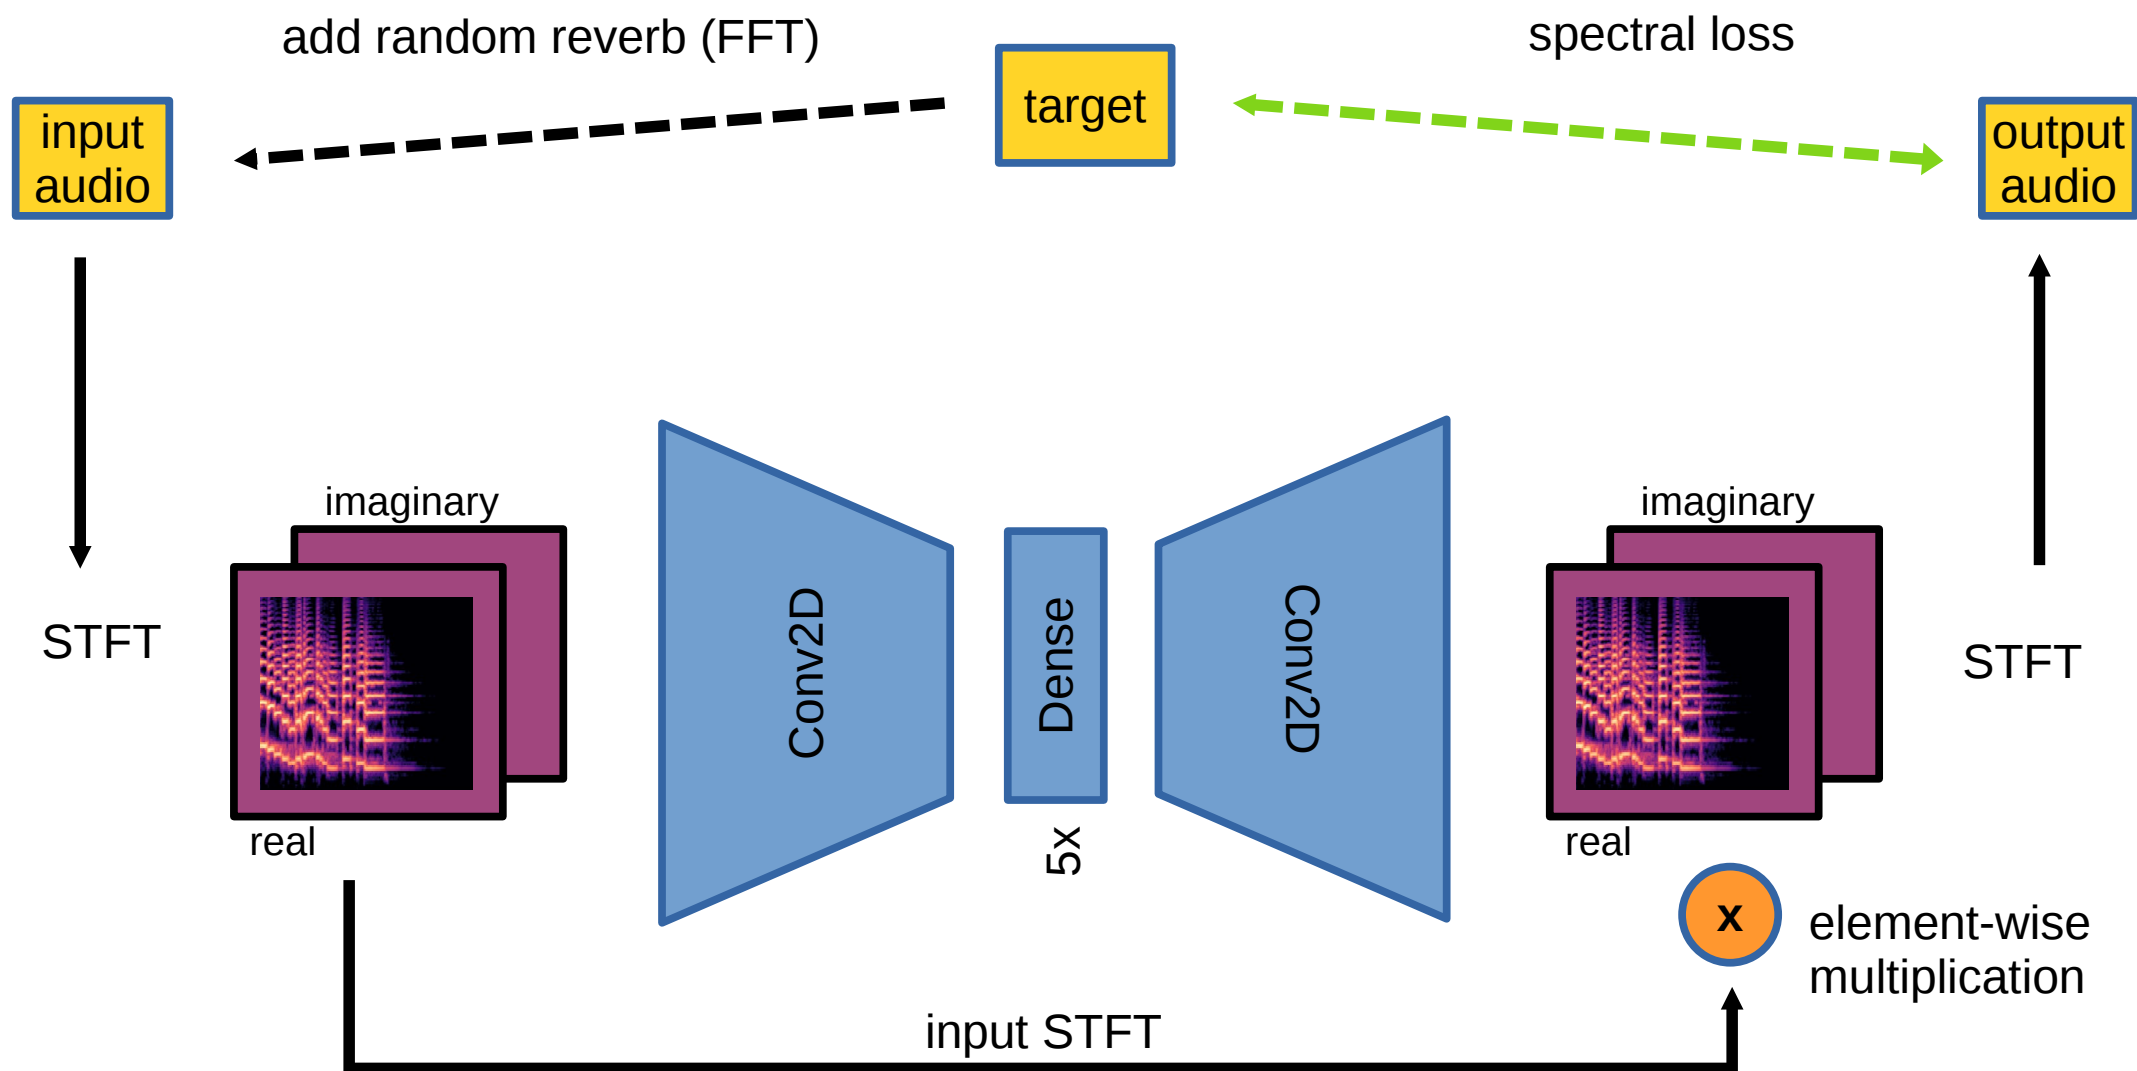 add random reverb (FFT)
spectral loss
input
audio
target
output
audio
imaginary
imaginary
STFT
Conv2D
Dense
Conv2D
STFT
real
5x
real
x
element-wise
multiplication
input STFT